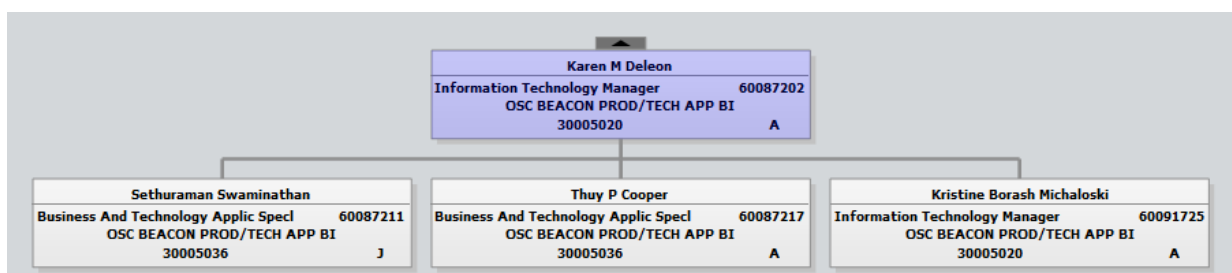 Karen M Deleon
Information Technology Manager 60087202
OSC BEACON PROD/TECH APP BI
30005020 A
Sethuraman Swaminathan
Business And Technology Applic Specl 60087211
OSC BEACON PROD/TECH APP BI
30005036 J
Thuy P Cooper
Business And Technology Applic Specl 60087217
OSC BEACON PROD/TECH APP BI
30005036 A
Kristine Borash Michaloski
Information Technology Manager 60091725
OSC BEACON PROD/TECH APP BI
30005020 A